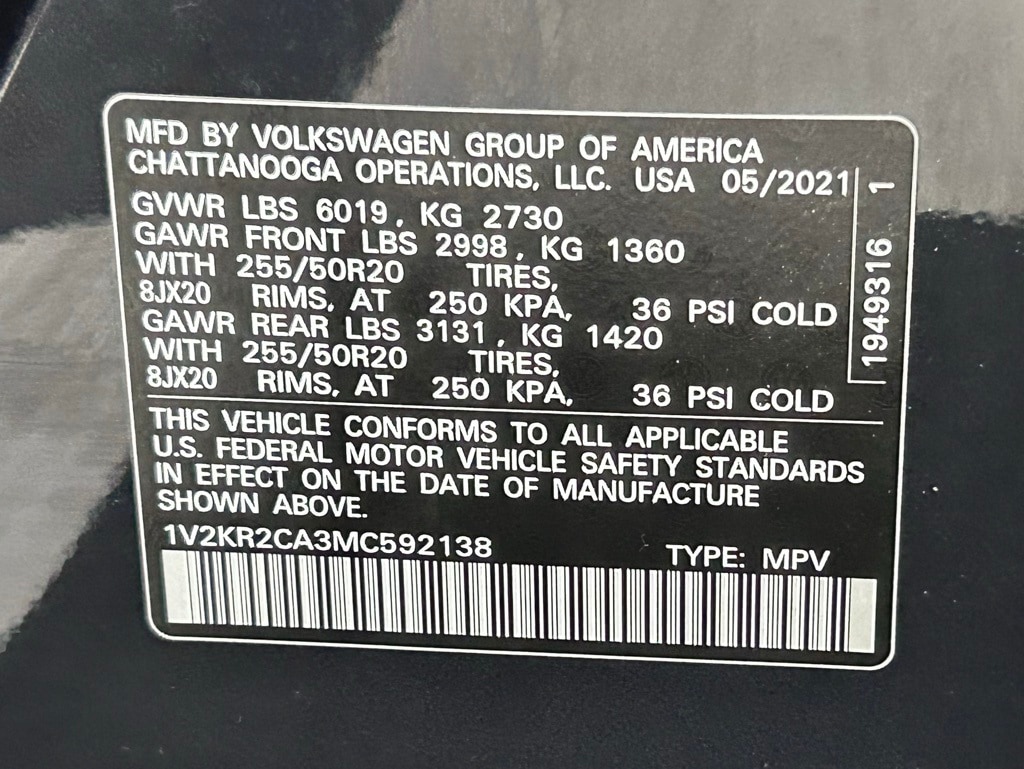 MFD BY VOLKSWAGEN GROUP OF AMERICA
CHATTANOOGA OPERATIONS, LLC. USA 05/2021
GVWR LBS 6019, KG 2730
GAWR FRONT LBS 2998, KG 1360
WITH 255/50R20 TIRES,
8JX20 RIMS, AT 250 KPA, 36 PSI COLD
GAWR REAR LBS 3131, KG 1420
WITH 255/50R20 TIRES,
8JX20 RIMS, AT 250 KPA, 36 PSI COLD
1949316 1
THIS VEHICLE CONFORMS TO ALL APPLICABLE
U.S. FEDERAL MOTOR VEHICLE SAFETY STANDARDS
IN EFFECT ON THE DATE OF MANUFACTURE
SHOWN ABOVE.
1V2KR2CA3MC592138 TYPE: MPV